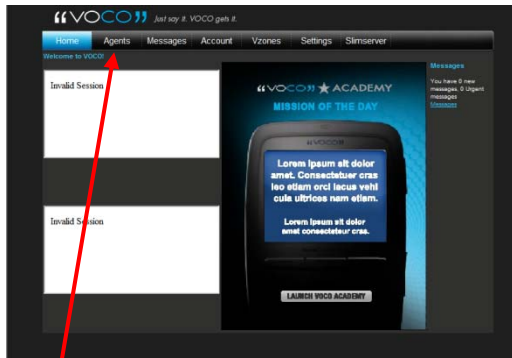 “VOCO” Just say it. VOCO gets it.
Home Agents Messages Account Vzones Settings Slimserver
Welcome to VOCO!
Invalid Session
Invalid Session
“VOCO” ★ ACADEMY
MISSION OF THE DAY
“VOCO”
Lorem ipsum sit dolor
amet. Consectetuer cras
leo etiam orci lacus vehi
cula ultrices nam etiam.
Lorem ipsum sit dolor
amet consectetuer cras.
LAUNCH VOCO ACADEMY
Messages
You have 0 new
messages, 0 Urgent
messages
Messages